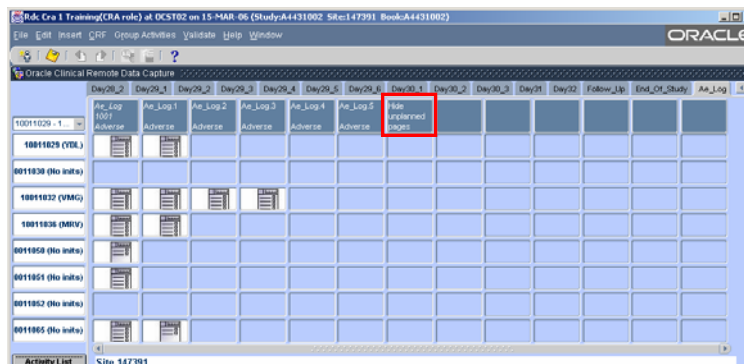 Rdc Cra 1 Training(CRA role) at OCST02 on 15-MAR-06 (Study:A4431002 Site:147391 Book:A4431002)
File Edit Insert CRF Group Activities Validate Help Window
ORACLE
?
Oracle Clinical Remote Data Capture
Day28_2 Day29_1 Day29_2 Day29_3 Day29_4 Day29_5 Day29_6 Day30_1 Day30_2 Day30_3 Day31 Day32 Follow_Up End_Of_Study Ae_Log
Ae_Log Ae_Log.1 Ae_Log.2 Ae_Log.3 Ae_Log.4 Ae_Log.5 Hide
1001 unplanned
Adverse Adverse Adverse Adverse Adverse Adverse pages
10011029 - 1...
10011029 (YBL)
0011030 (No inits)
10011032 (VMG)
10011036 (MRV)
0011050 (No inits)
0011051 (No inits)
0011052 (No inits)
0011065 (No inits)
Activity List Site 147391